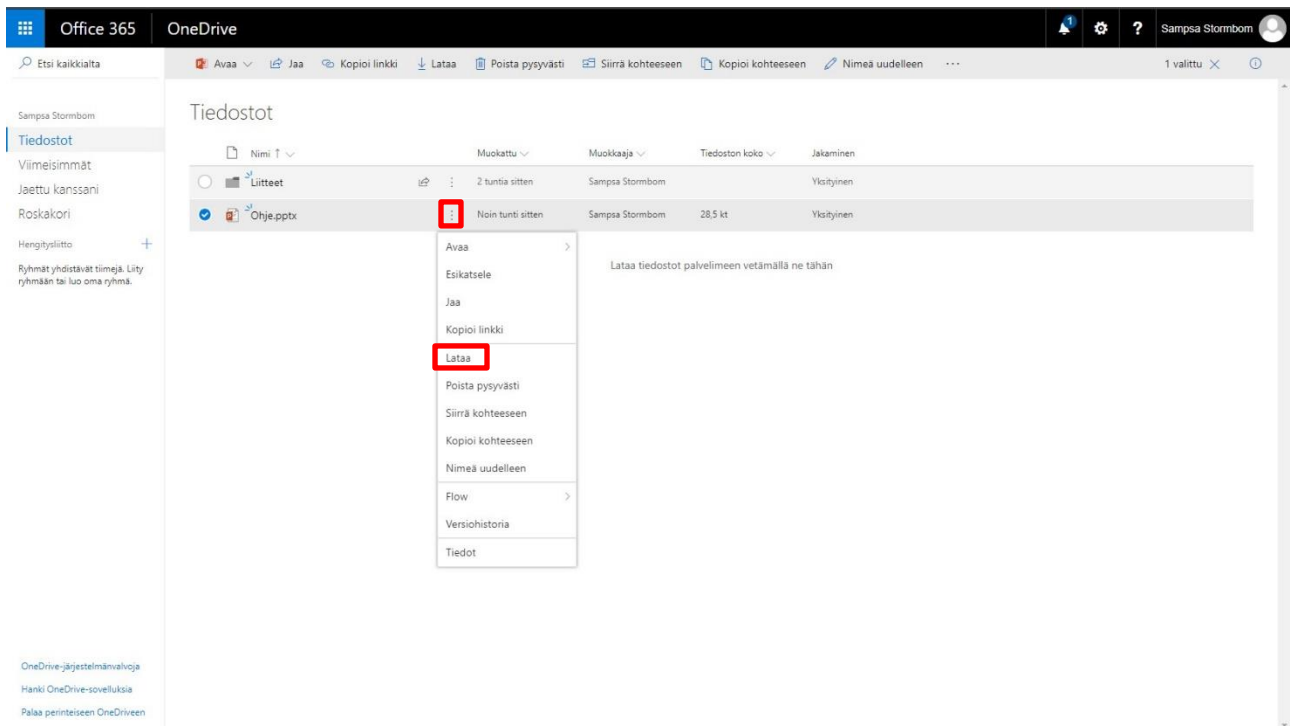 Office 365
OneDrive
1
?
Sampsa Stormbom
Etsi kaikkialta
Avaa
Jaa
Kopioi linkki
Lataa
Poista pysyvästi
Siirrä kohteeseen
Kopioi kohteeseen
Nimeä uudelleen
...
1 valittu
Sampsa Stormbom
Tiedostot
Viimeisimmät
Jaettu kanssani
Roskakori
Hengitysliitto
Ryhmät yhdistävät tiimejä. Liity
ryhmään tai luo oma ryhmä.
Tiedostot
Nimi ↑ Muokattu Muokkaaja Tiedoston koko Jakaminen
Liitteet 2 tuntia sitten Sampsa Stormbom Yksityinen
Ohje.pptx Noin tunti sitten Sampsa Stormbom 28,5 kt Yksityinen
Lataa tiedostot palvelimeen vetämällä ne tähän
Avaa
Esikatsele
Jaa
Kopioi linkki
Lataa
Poista pysyvästi
Siirrä kohteeseen
Kopioi kohteeseen
Nimeä uudelleen
Flow
Versiohistoria
Tiedot
OneDrive-järjestelmänvalvoja
Hanki OneDrive-sovelluksia
Palaa perinteiseen OneDriveen